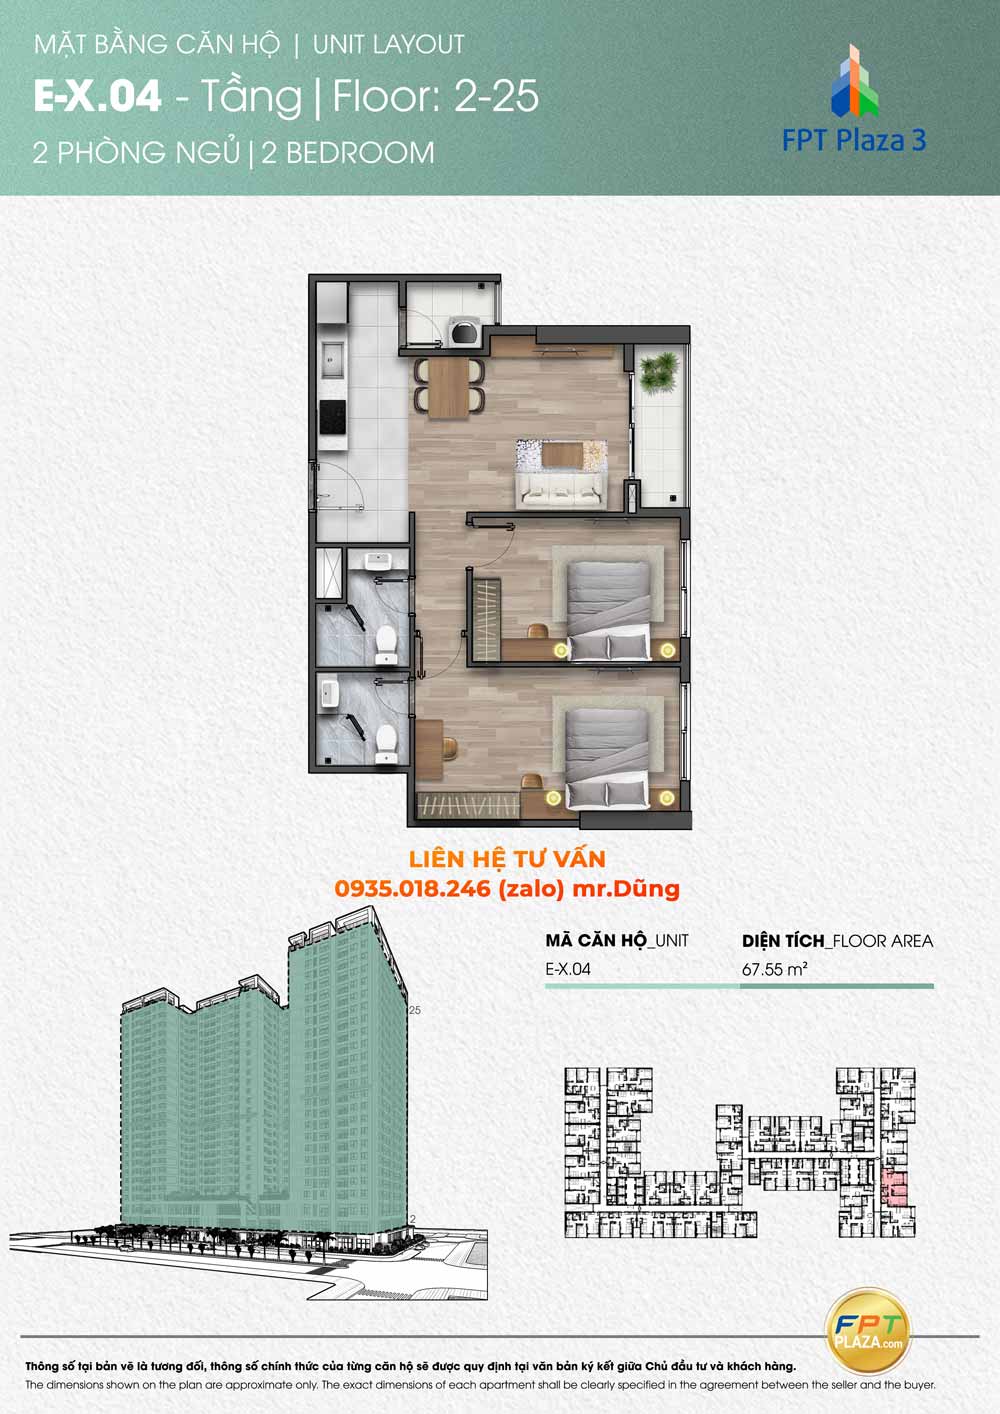 MẶT BẰNG CĂN HỘ | UNIT LAYOUT
E-X.04 - Tầng | Floor: 2-25
2 PHÒNG NGỦ | 2 BEDROOM
FPT Plaza 3
LIÊN HỆ TƯ VẤN
0935.018.246 (zalo) mr.Dũng
MÃ CĂN HỘ_UNIT
E-X.04
DIỆN TÍCH_FLOOR AREA
67.55 m²
25
2
FPT
PLAZA.com
Thông số tại bản vẽ là tương đối, thông số chính thức của từng căn hộ sẽ được quy định tại văn bản ký kết giữa Chủ đầu tư và khách hàng.
The dimensions shown on the plan are approximate only. The exact dimensions of each apartment shall be clearly specified in the agreement between the seller and the buyer.